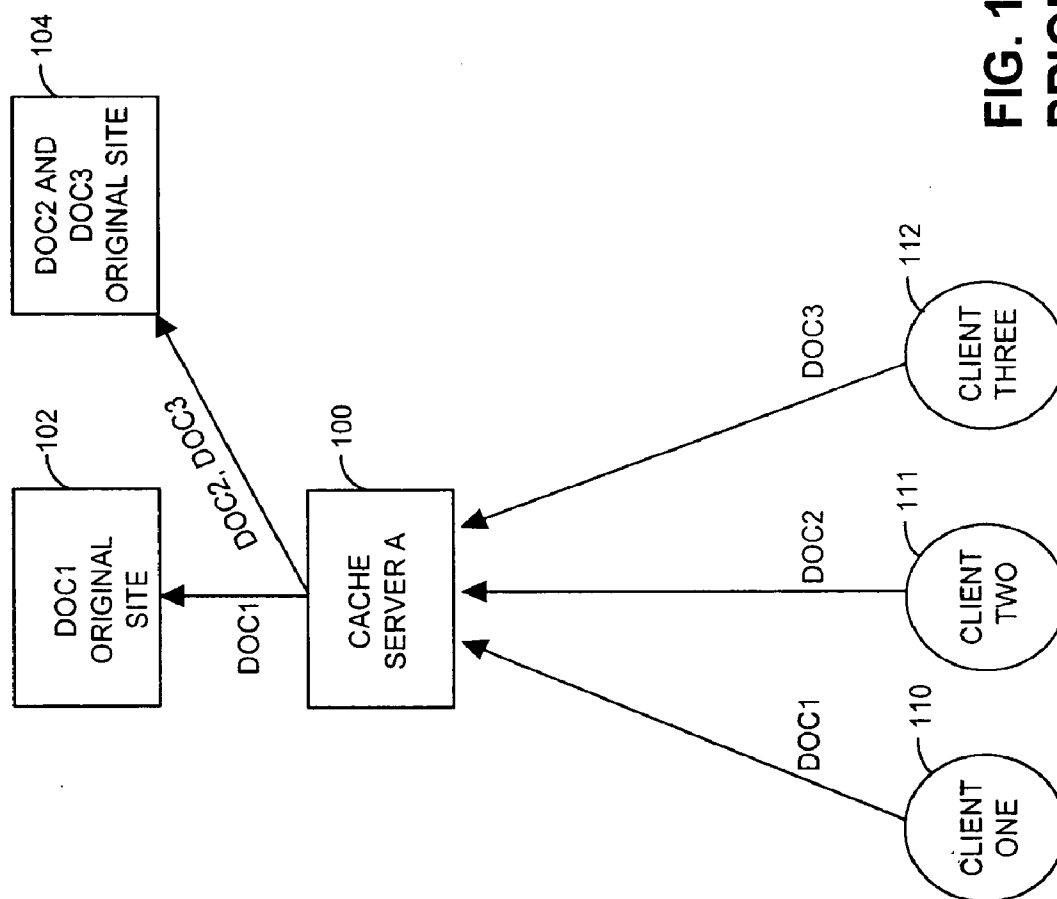 DOC1
ORIGINAL
SITE
102
DOC2 AND
DOC3
ORIGINAL SITE
104
DOC1
DOC2, DOC3
CACHE
SERVER A
100
DOC1
DOC2
DOC3
CLIENT
ONE
110
CLIENT
TWO
111
CLIENT
THREE
112
FIG. 1